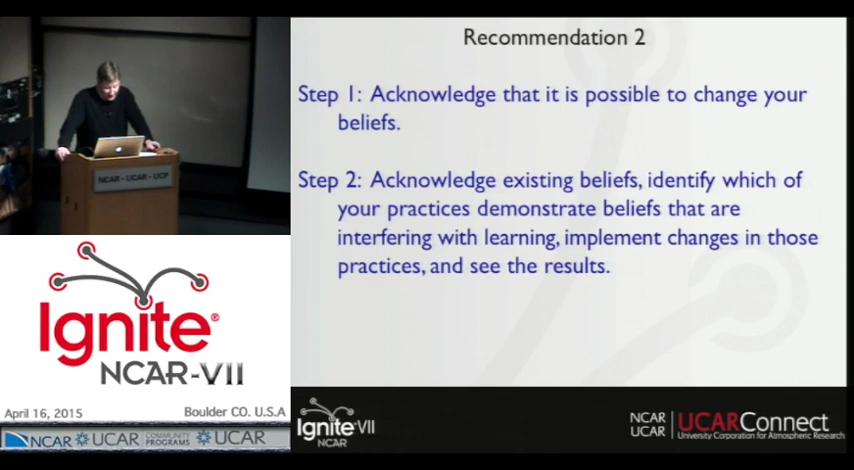 Recommendation 2
Step 1: Acknowledge that it is possible to change your
beliefs.
Step 2: Acknowledge existing beliefs, identify which of
your practices demonstrate beliefs that are
interfering with learning, implement changes in those
practices, and see the results.
NCAR - UCAR - UCP
Ignite®
NCAR-VII
April 16, 2015
Boulder CO. U.S.A
NCAR
UCAR
COMMUNITY
PROGRAMS
UCAR
Ignite VII
NCAR
NCAR
UCAR
UCARConnect
University Corporation for Atmospheric Research